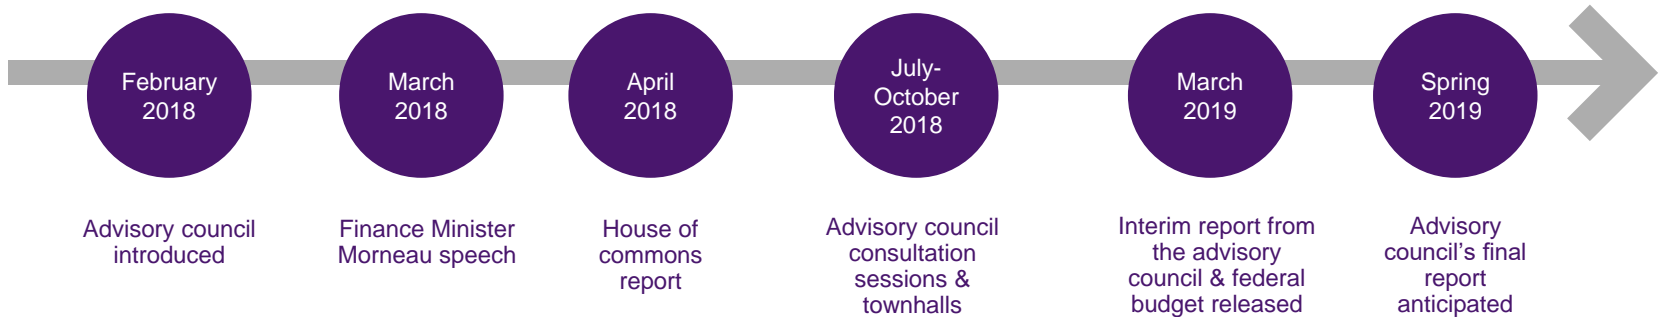 February
2018
March
2018
April
2018
July-
October
2018
March
2019
Spring
2019
Advisory council
introduced
Finance Minister
Morneau speech
House of
commons
report
Advisory council
consultation
sessions &
townhalls
Interim report from
the advisory
council & federal
budget released
Advisory
council's final
report
anticipated